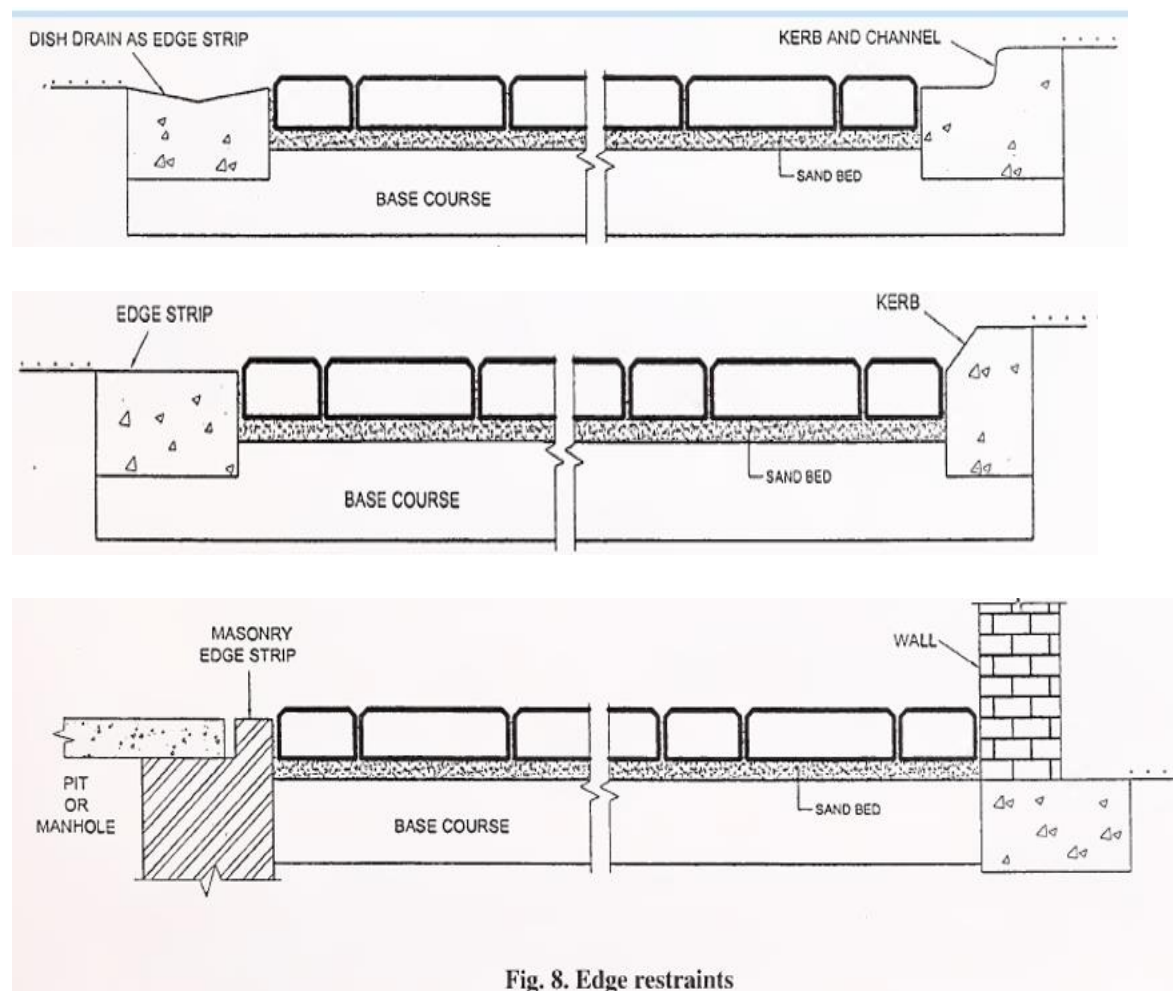 DISH DRAIN AS EDGE STRIP
KERB AND CHANNEL
SAND BED
BASE COURSE
EDGE STRIP
KERB
SAND BED
BASE COURSE
MASONRY
EDGE STRIP
WALL
PIT
OR
MANHOLE
BASE COURSE
SAND BED
Fig. 8. Edge restraints